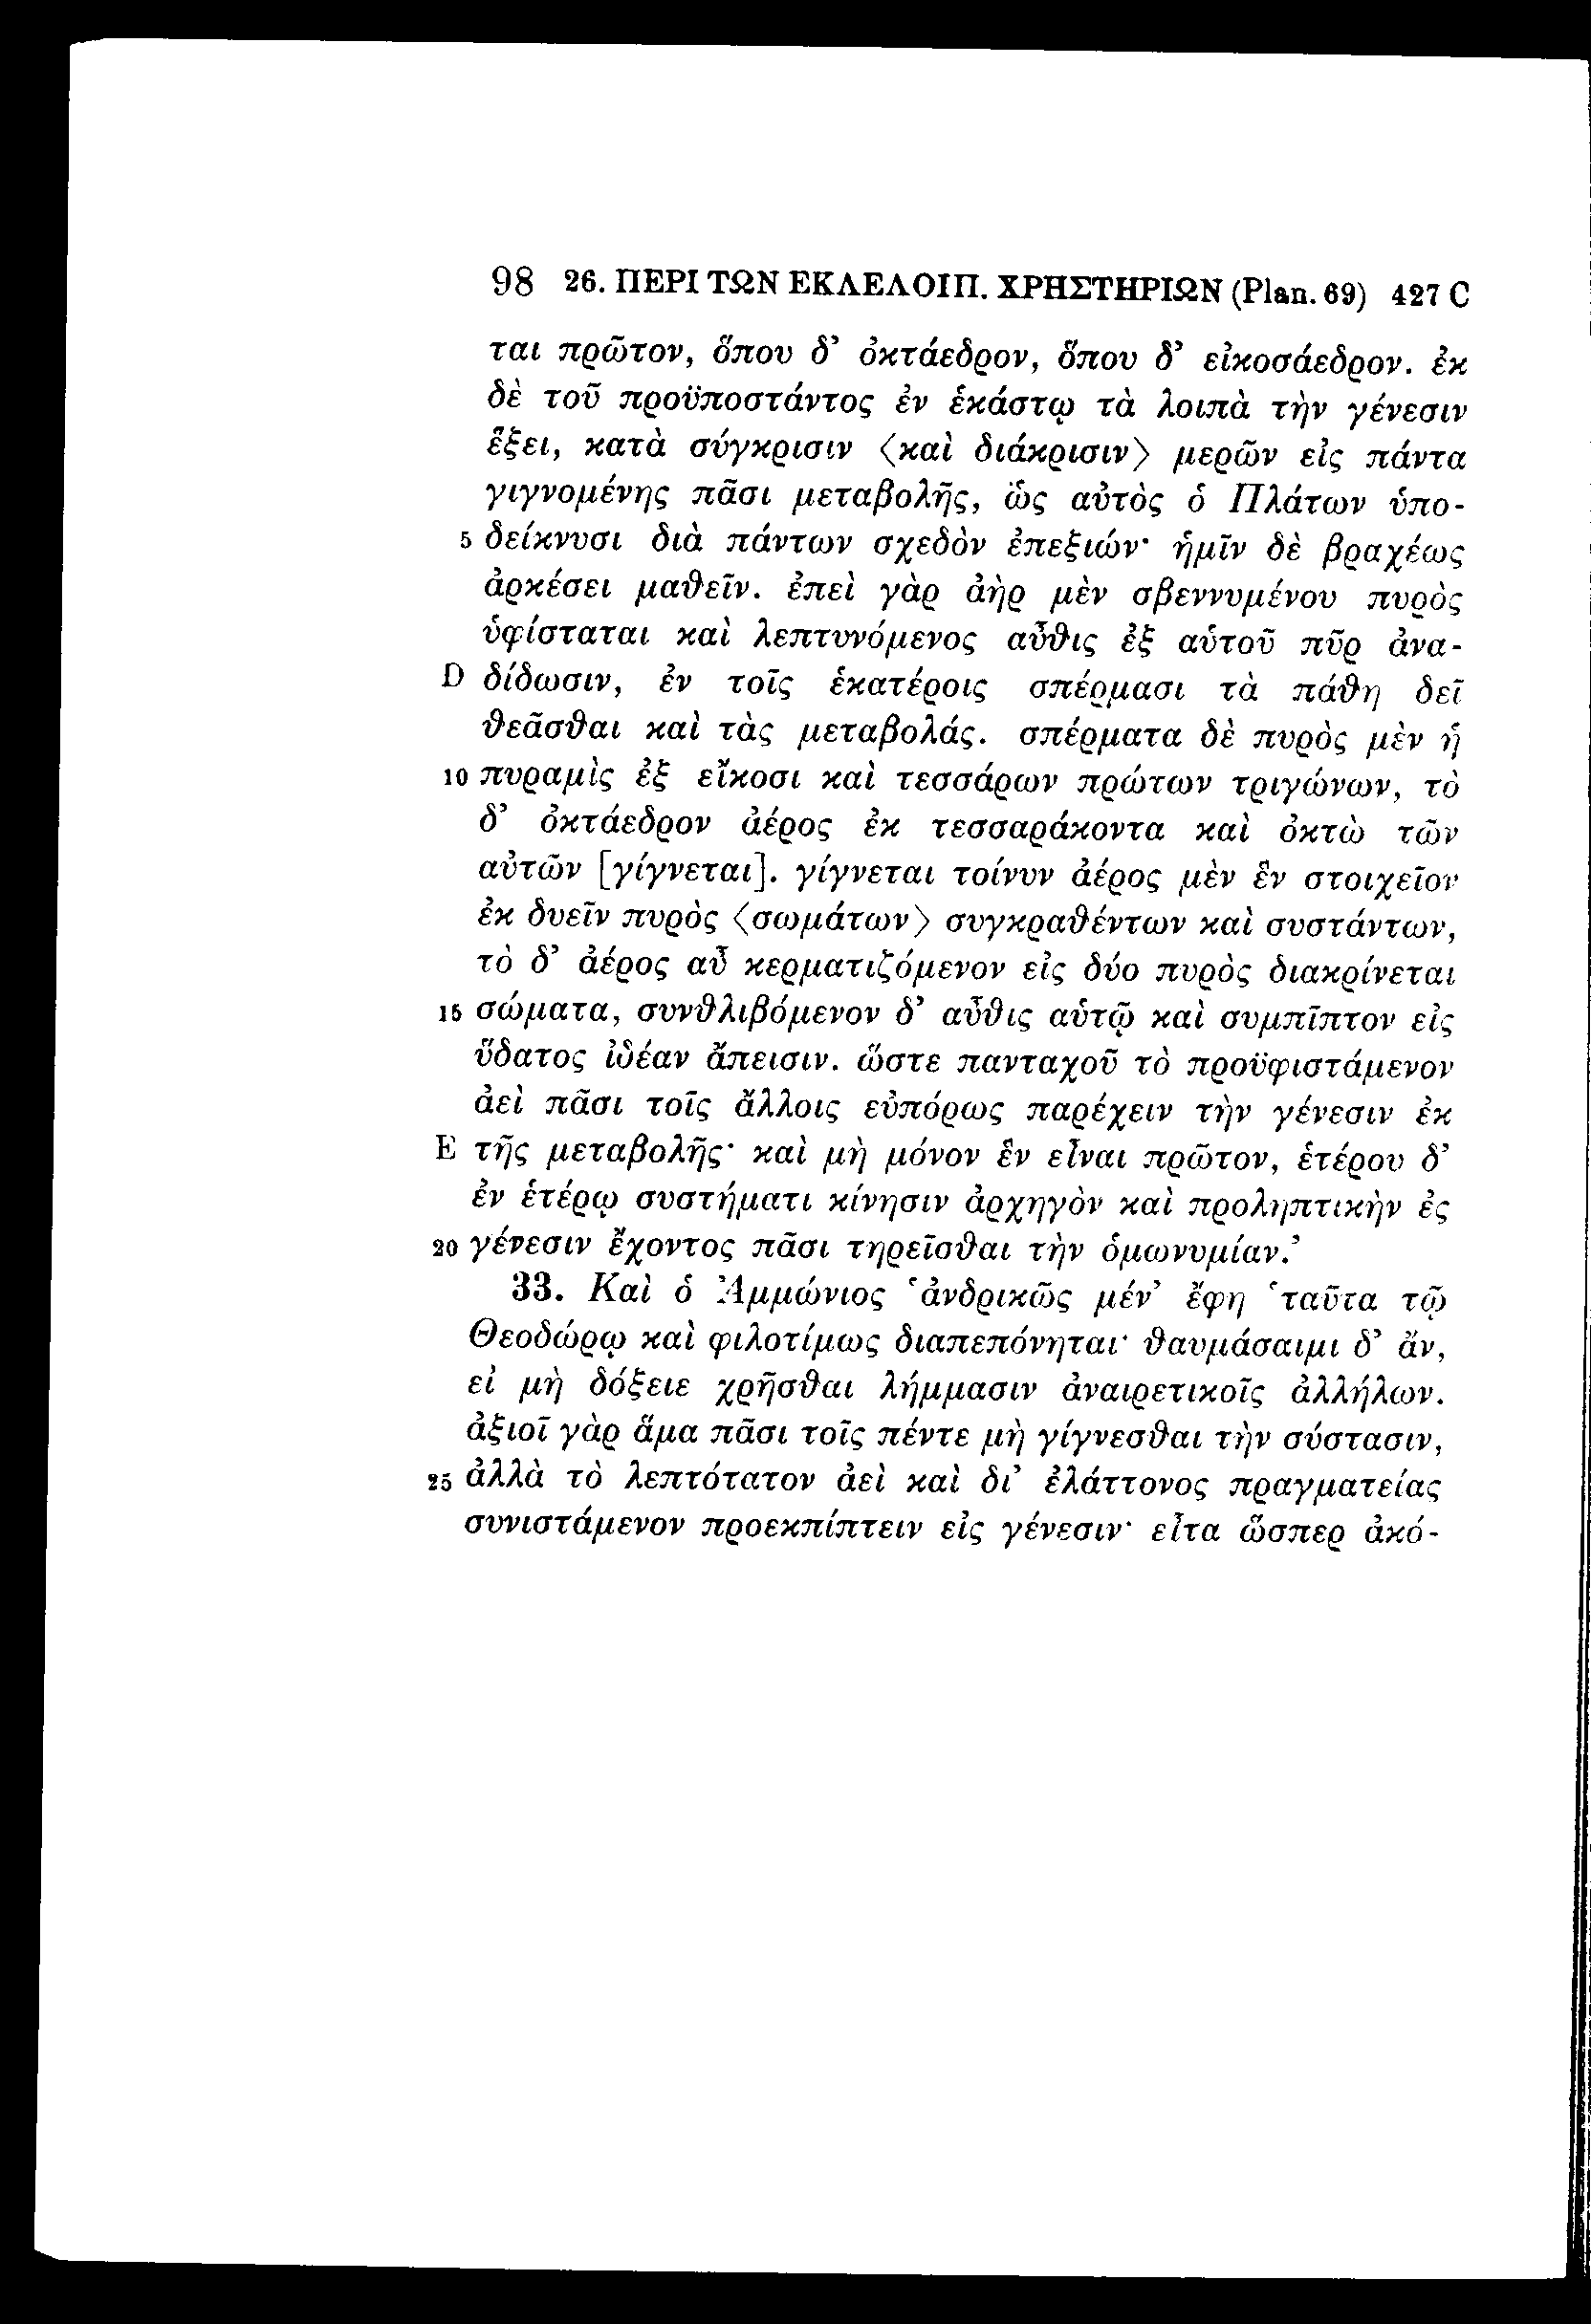 98 26. ΠΕΡΙ ΤΩΝ ΕΚΛΕΛΟΙΠ. ΧΡΗΣΤΗΡΙΩΝ (Plan. 69) 427 C
ται πρῶτον, ὅπου δ’ ὀκτάεδρον, ὅπου δ’ εἰκοσάεδρον. ἐκ
δὲ τοῦ προϋποστάντος ἐν ἑκάστῳ τὰ λοιπὰ τὴν γένεσιν
ἕξει, κατὰ σύγκρισιν ⟨καὶ διάκρισιν⟩ μερῶν εἰς πάντα
γιγνομένης πᾶσι μεταβολῆς, ὡς αὐτὸς ὁ Πλάτων ὑπο-
5 δείκνυσι διὰ πάντων σχεδὸν ἐπεξιών· ἡμῖν δὲ βραχέως
ἀρκέσει μαθεῖν. ἐπεὶ γὰρ ἀὴρ μὲν σβεννυμένου πυρὸς
ὑφίσταται καὶ λεπτυνόμενος αὖθις ἐξ αὑτοῦ πῦρ ἀνα-
D δίδωσιν, ἐν τοῖς ἑκατέροις σπέρμασι τὰ πάθη δεῖ
θεᾶσθαι καὶ τὰς μεταβολάς. σπέρματα δὲ πυρὸς μὲν ἡ
10 πυραμὶς ἐξ εἴκοσι καὶ τεσσάρων πρώτων τριγώνων, τὸ
δ’ ὀκτάεδρον ἀέρος ἐκ τεσσαράκοντα καὶ ὀκτὼ τῶν
αὐτῶν [γίγνεται]. γίγνεται τοίνυν ἀέρος μὲν ἓν στοιχεῖον
ἐκ δυεῖν πυρὸς ⟨σωμάτων⟩ συγκραθέντων καὶ συστάντων,
τὸ δ’ ἀέρος αὖ κερματιζόμενον εἰς δύο πυρὸς διακρίνεται
15 σώματα, συνθλιβόμενον δ’ αὖθις αὑτῷ καὶ συμπῖπτον εἰς
ὕδατος ἰδέαν ἄπεισιν. ὥστε πανταχοῦ τὸ προϋφιστάμενον
ἀεὶ πᾶσι τοῖς ἄλλοις εὐπόρως παρέχειν τὴν γένεσιν ἐκ
E τῆς μεταβολῆς· καὶ μὴ μόνον ἓν εἶναι πρῶτον, ἑτέρου δ’
ἐν ἑτέρῳ συστήματι κίνησιν ἀρχηγὸν καὶ προληπτικὴν ἐς
20 γένεσιν ἔχοντος πᾶσι τηρεῖσθαι τὴν ὁμωνυμίαν.’
33. Καὶ ὁ Ἀμμώνιος ‘ἀνδρικῶς μέν’ ἔφη ‘ταῦτα τῷ
Θεοδώρῳ καὶ φιλοτίμως διαπεπόνηται· θαυμάσαιμι δ’ ἄν,
εἰ μὴ δόξειε χρῆσθαι λήμμασιν ἀναιρετικοῖς ἀλλήλων.
ἀξιοῖ γὰρ ἅμα πᾶσι τοῖς πέντε μὴ γίγνεσθαι τὴν σύστασιν,
25 ἀλλὰ τὸ λεπτότατον ἀεὶ καὶ δι’ ἐλάττονος πραγματείας
συνιστάμενον προεκπίπτειν εἰς γένεσιν· εἶτα ὥσπερ ἀκό-